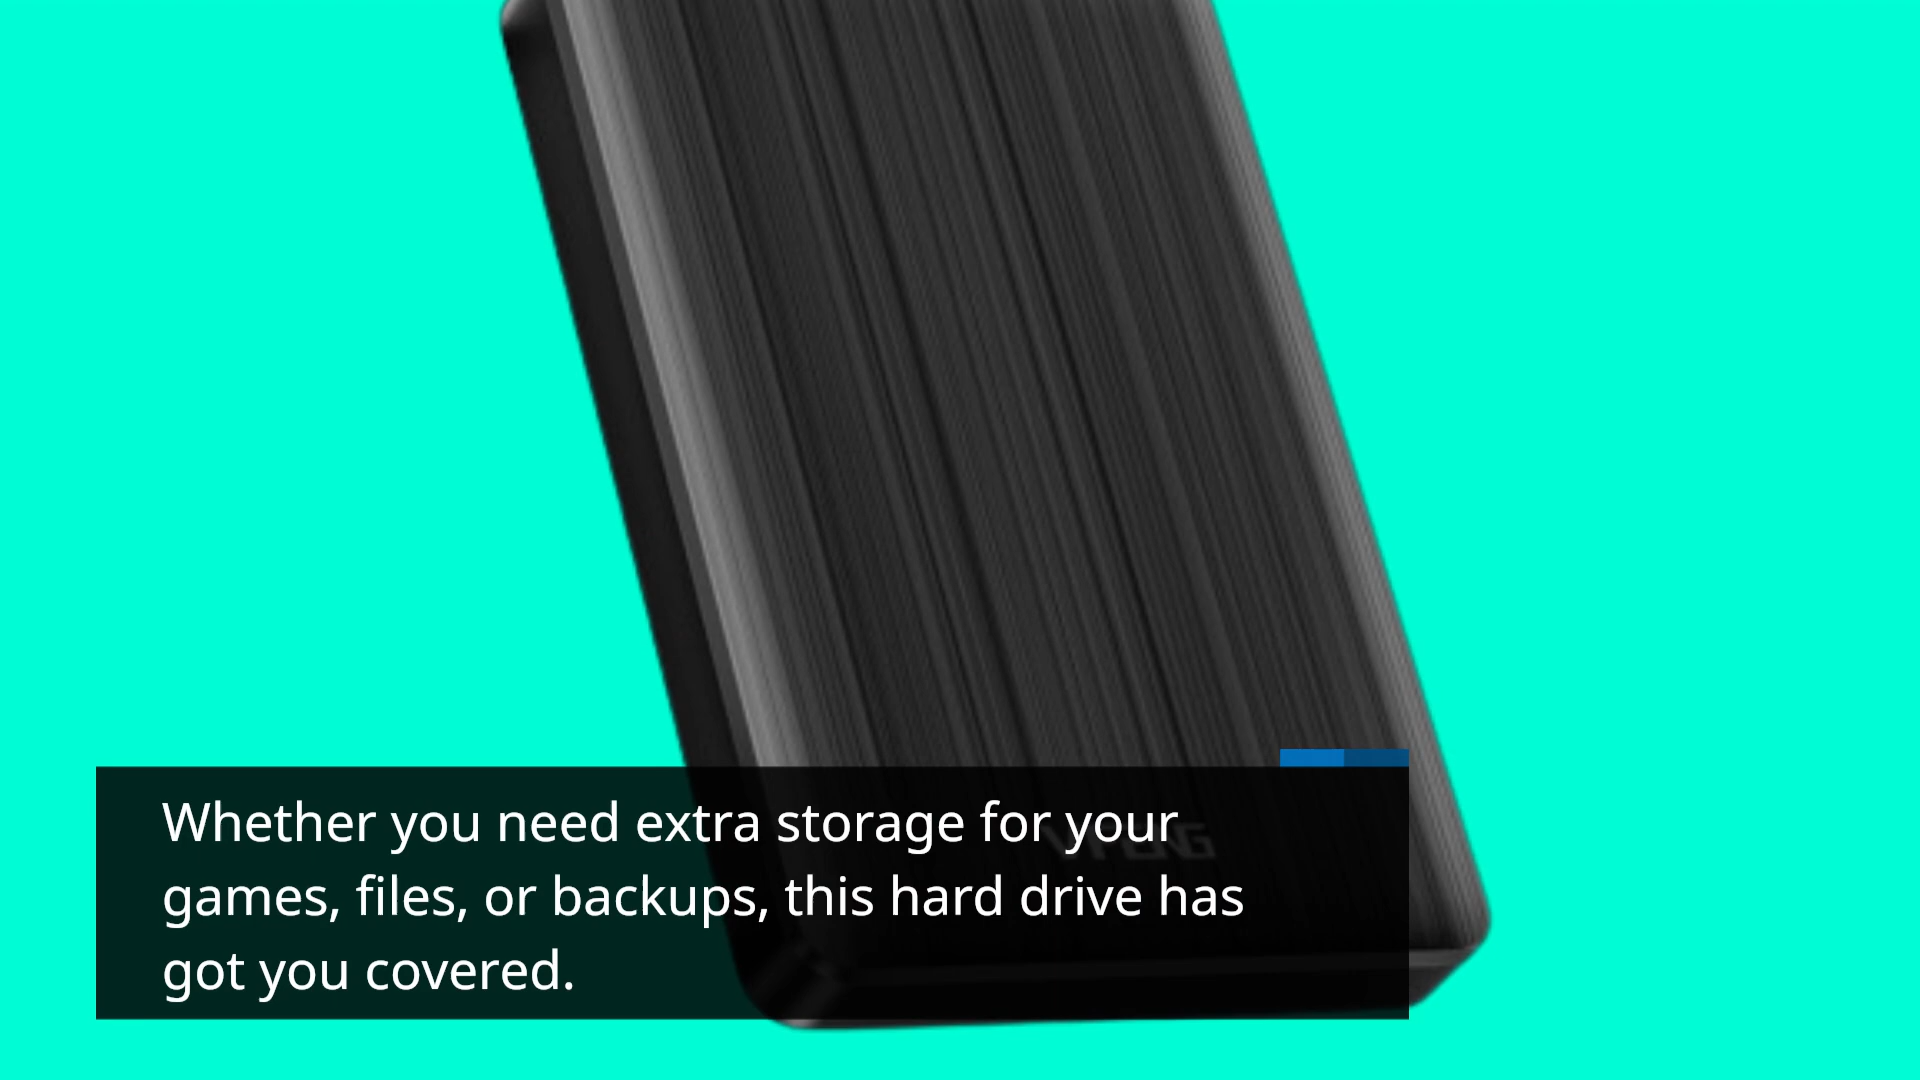 Whether you need extra storage for your
games, files, or backups, this hard drive has
got you covered.